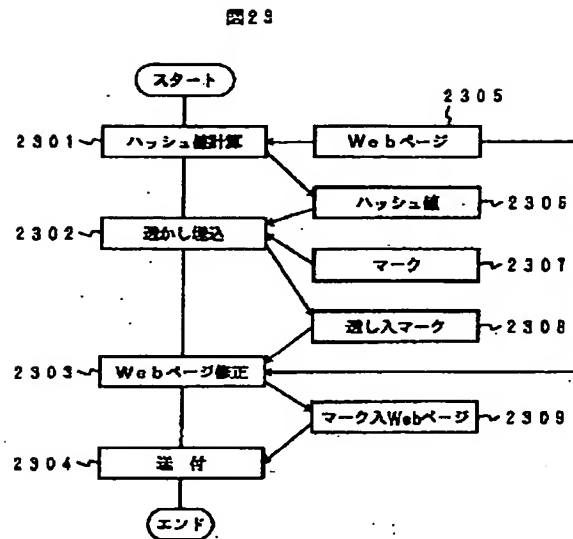 図23
スタート
2305
2301 ハッシュ値計算 Webページ
ハッシュ値 2306
2302 透かし埋込
マーク 2307
透し入マーク 2308
2303 Webページ修正
マーク入Webページ 2309
2304 送 付
エンド